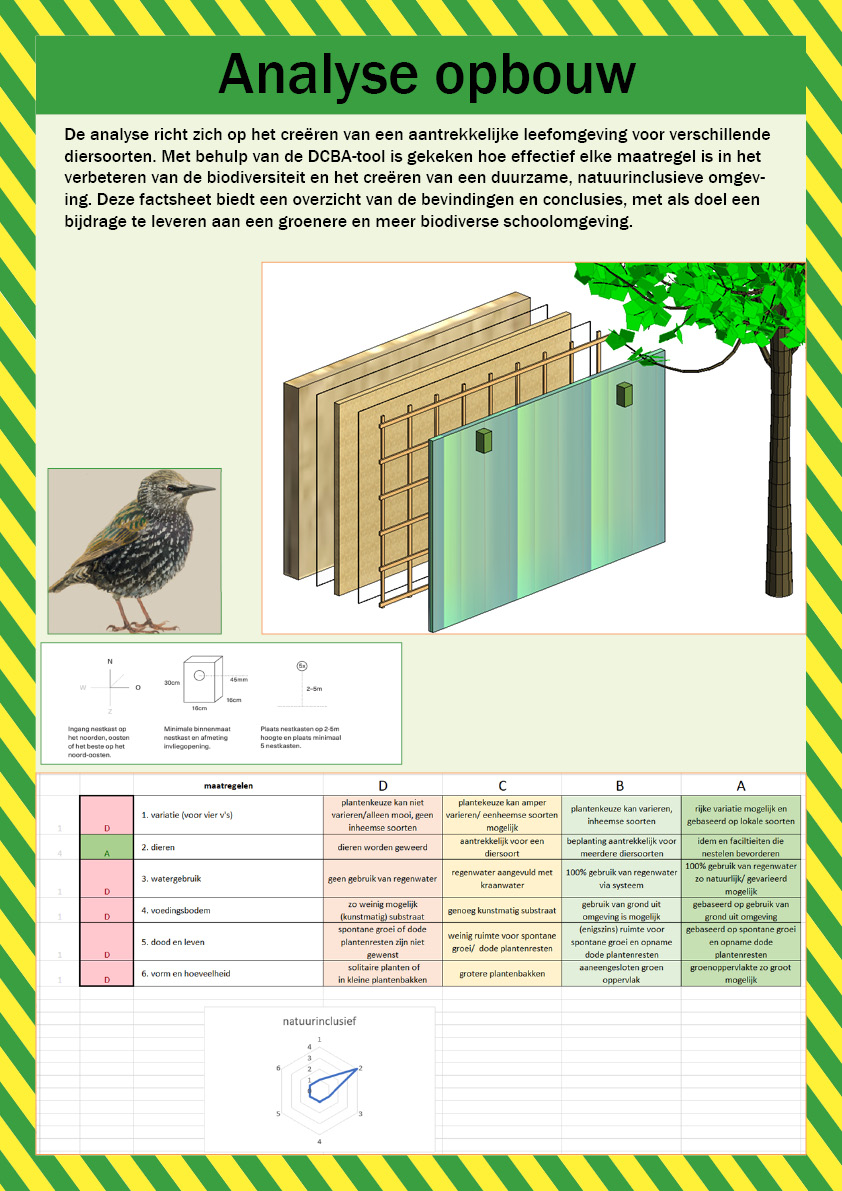 Analyse opbouw
De analyse richt zich op het creëren van een aantrekkelijke leefomgeving voor verschillende
diersoorten. Met behulp van de DCBA-tool is gekeken hoe effectief elke maatregel is in het
verbeteren van de biodiversiteit en het creëren van een duurzame, natuurinclusieve omgev-
ing. Deze factsheet biedt een overzicht van de bevindingen en conclusies, met als doel een
bijdrage te leveren aan een groenere en meer biodiverse schoolomgeving.
N
W
O
Z
Ingang nestkast op
het noorden, oosten
of het beste op het
noord-oosten.
30cm
45mm
16cm
16cm
Minimale binnenmaat
nestkast en afmeting
invliegopening.
5x
2-5m
Plaats nestkasten op 2-5m
hoogte en plaats minimaal
5 nestkasten.
maatregelen
D
C
B
A
1
D
1. variatie (voor vier v's)
plantenkeuze kan niet
varieren/alleen mooi, geen
inheemse soorten
plantekeuze kan amper
varieren/ eenheemse soorten
mogelijk
plantenkeuze kan varieren,
inheemse soorten
rijke variatie mogelijk en
gebaseerd op lokale soorten
4
A
2. dieren
dieren worden geweerd
aantrekkelijk voor een
diersoort
beplanting aantrekkelijk voor
meerdere diersoorten
idem en faciltieiten die
nestelen bevorderen
1
D
3. watergebruik
geen gebruik van regenwater
regenwater aangevuld met
kraanwater
100% gebruik van regenwater
via systeem
100% gebruik van regenwater
zo natuurlijk/ gevarieerd
mogelijk
1
D
4. voedingsbodem
zo weinig mogelijk
(kunstmatig) substraat
genoeg kunstmatig substraat
gebruik van grond uit
omgeving is mogelijk
gebaseerd op gebruik van
grond uit omgeving
1
D
5. dood en leven
spontane groei of dode
plantenresten zijn niet
gewenst
weinig ruimte voor spontane
groei/ dode plantenresten
(enigszins) ruimte voor
spontane groei en opname
dode plantenresten
gebaseerd op spontane groei
en opname dode
plantenresten
1
D
6. vorm en hoeveelheid
solitaire planten of
in kleine plantenbakken
grotere plantenbakken
aaneengesloten groen
oppervlak
groenoppervlakte zo groot
mogelijk
natuurinclusief
1
4
3
2
1
0
2
3
4
5
6